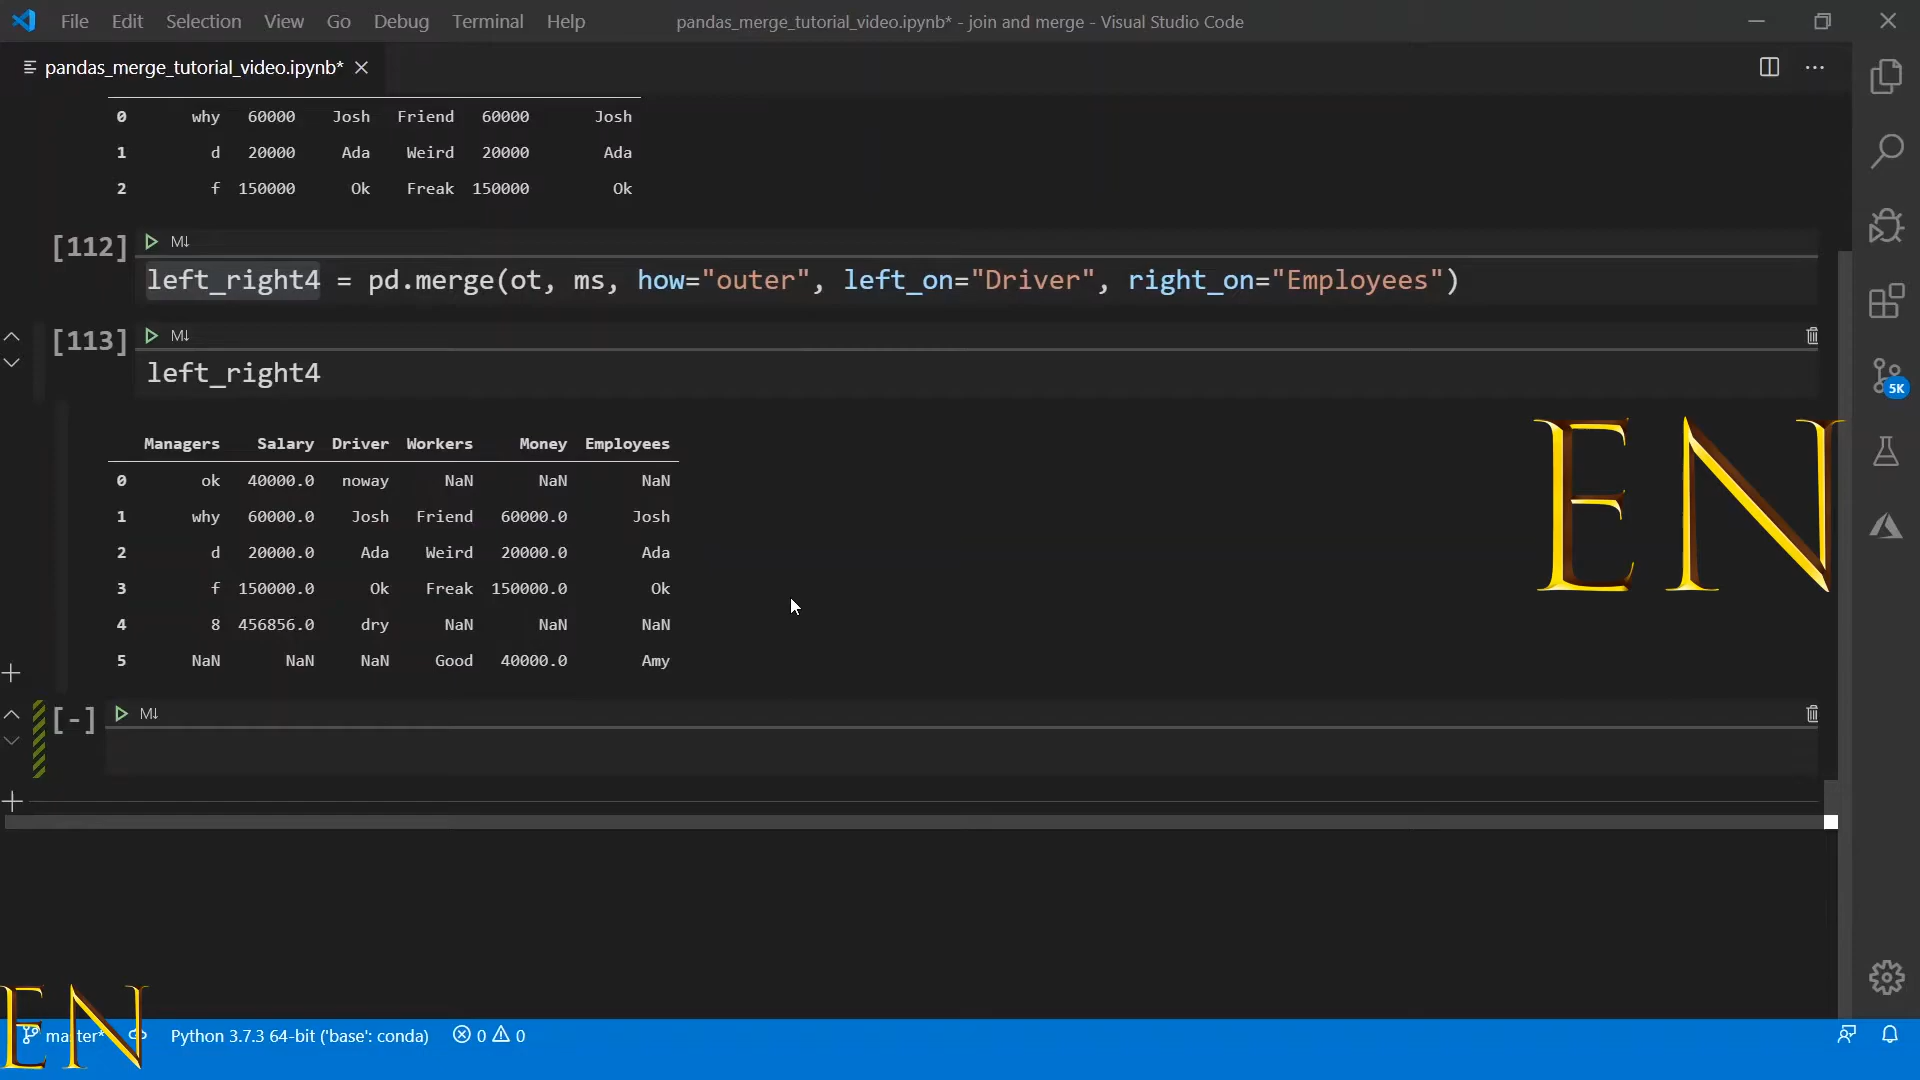 File Edit Selection View Go Debug Terminal Help pandas_merge_tutorial_video.ipynb* - join and merge - Visual Studio Code
pandas_merge_tutorial_video.ipynb*
0 why 60000 Josh Friend 60000 Josh
1 d 20000 Ada Weird 20000 Ada
2 f 150000 Ok Freak 150000 Ok
[112] M↓
left_right4 = pd.merge(ot, ms, how="outer", left_on="Driver", right_on="Employees")
[113] M↓
left_right4
5K
EN
Managers Salary Driver Workers Money Employees
0 ok 40000.0 noway NaN NaN NaN
1 why 60000.0 Josh Friend 60000.0 Josh
2 d 20000.0 Ada Weird 20000.0 Ada
3 f 150000.0 Ok Freak 150000.0 Ok
4 8 456856.0 dry NaN NaN NaN
5 NaN NaN NaN Good 40000.0 Amy
[-] M↓
EN
master* Python 3.7.3 64-bit ('base': conda) 0 0